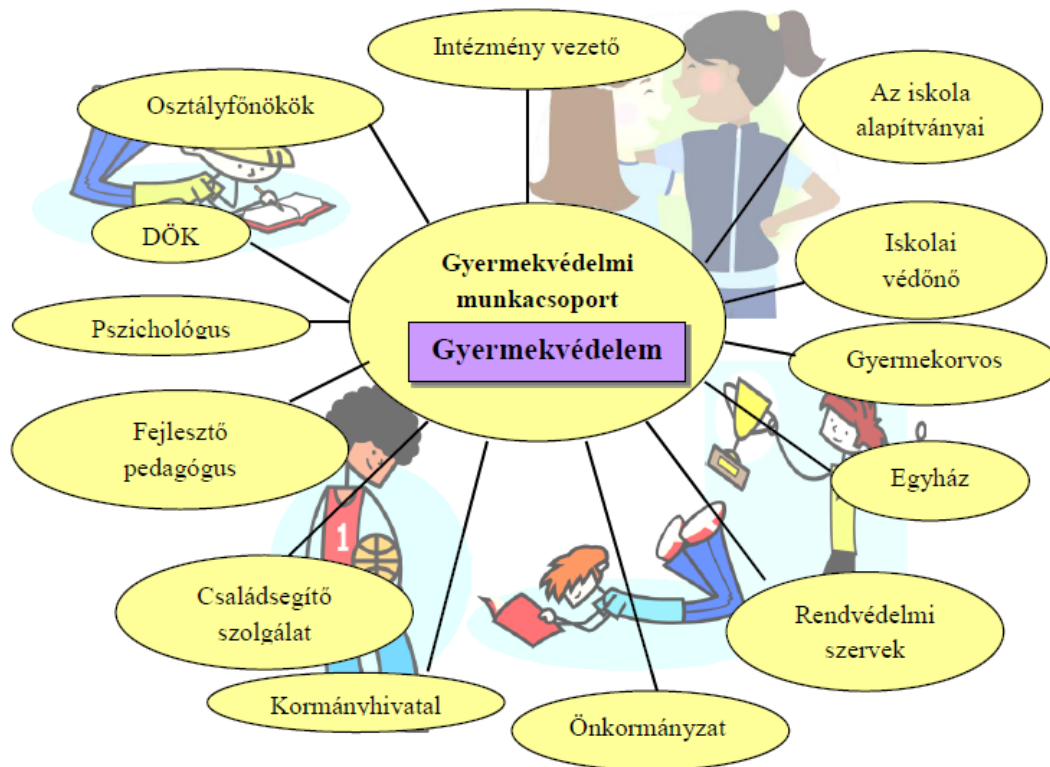 Intézmény vezető
Osztályfőnökök
Az iskola
alapítványai
DÖK
Iskolai
védőnő
Gyermekvédelmi
munkacsoport
Gyermekvédelem
Pszichológus
Gyermekorvos
Fejlesztő
pedagógus
Egyház
Családsegítő
szolgálat
Rendvédelmi
szervek
Kormányhivatal
Önkormányzat
1